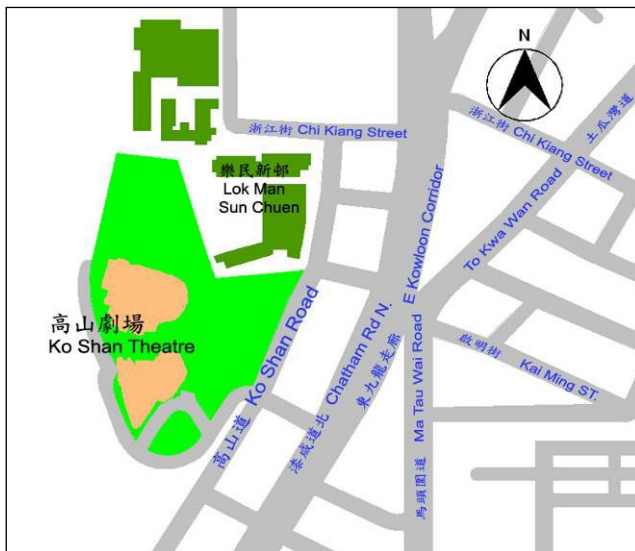 N
浙江街 Chi Kiang Street
浙江街 Chi Kiang Street
土瓜灣道
To Kwa Wan Road
樂民新邨
Lok Man
Sun Chuen
E Kowloon Corridor
東九龍走廊
高山劇場
Ko Shan Theatre
高山道 Ko Shan Road
漆咸道北 Chatham Rd N.
馬頭圍道 Ma Tau Wai Road
啟明街 Kai Ming ST.